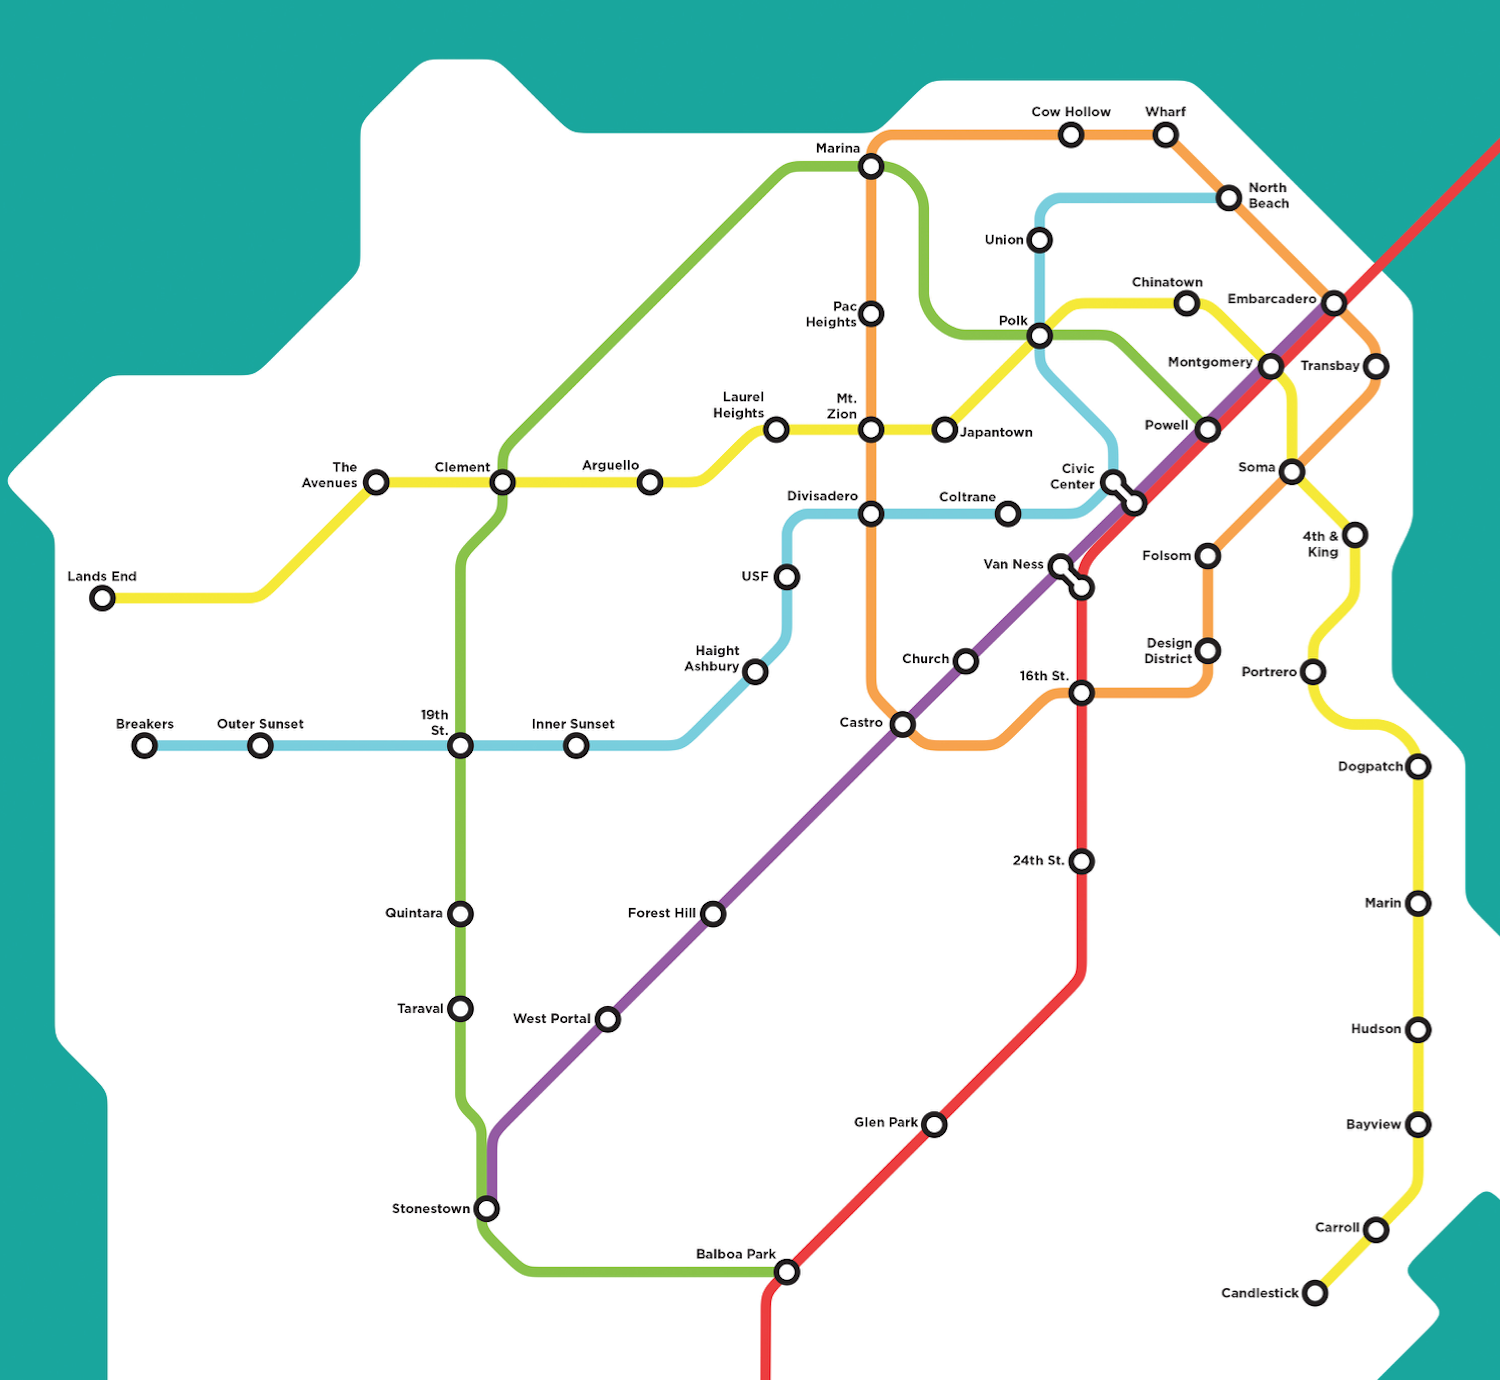 Cow Hollow
Wharf
Marina
North
Beach
Union
Chinatown
Embarcadero
Pac
Heights
Polk
Montgomery
Transbay
Laurel
Heights
Mt.
Zion
Japantown
Powell
The
Avenues
Clement
Arguello
Civic
Center
Soma
Divisadero
Coltrane
4th &
King
Lands End
USF
Van Ness
Folsom
Haight
Ashbury
Church
Design
District
16th St.
Portrero
Breakers
Outer Sunset
19th
St.
Inner Sunset
Castro
Dogpatch
24th St.
Marin
Quintara
Forest Hill
Taraval
West Portal
Hudson
Glen Park
Bayview
Stonestown
Carroll
Balboa Park
Candlestick